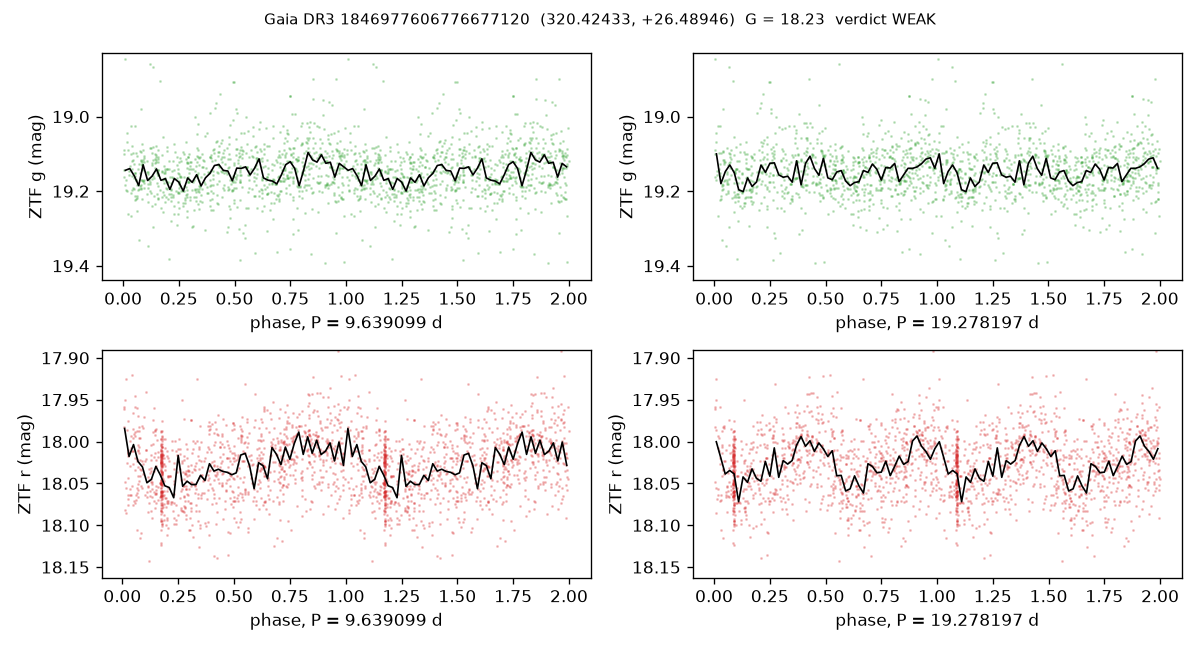 Gaia DR3 1846977606776677120  (320.42433, +26.48946)  G = 18.23  verdict WEAK
ZTF g (mag)
19.0
19.2
19.4
0.00 0.25 0.50 0.75 1.00 1.25 1.50 1.75 2.00
phase, P = 9.639099 d
ZTF g (mag)
19.0
19.2
19.4
0.00 0.25 0.50 0.75 1.00 1.25 1.50 1.75 2.00
phase, P = 19.278197 d
ZTF r (mag)
17.90
17.95
18.00
18.05
18.10
18.15
0.00 0.25 0.50 0.75 1.00 1.25 1.50 1.75 2.00
phase, P = 9.639099 d
ZTF r (mag)
17.90
17.95
18.00
18.05
18.10
18.15
0.00 0.25 0.50 0.75 1.00 1.25 1.50 1.75 2.00
phase, P = 19.278197 d